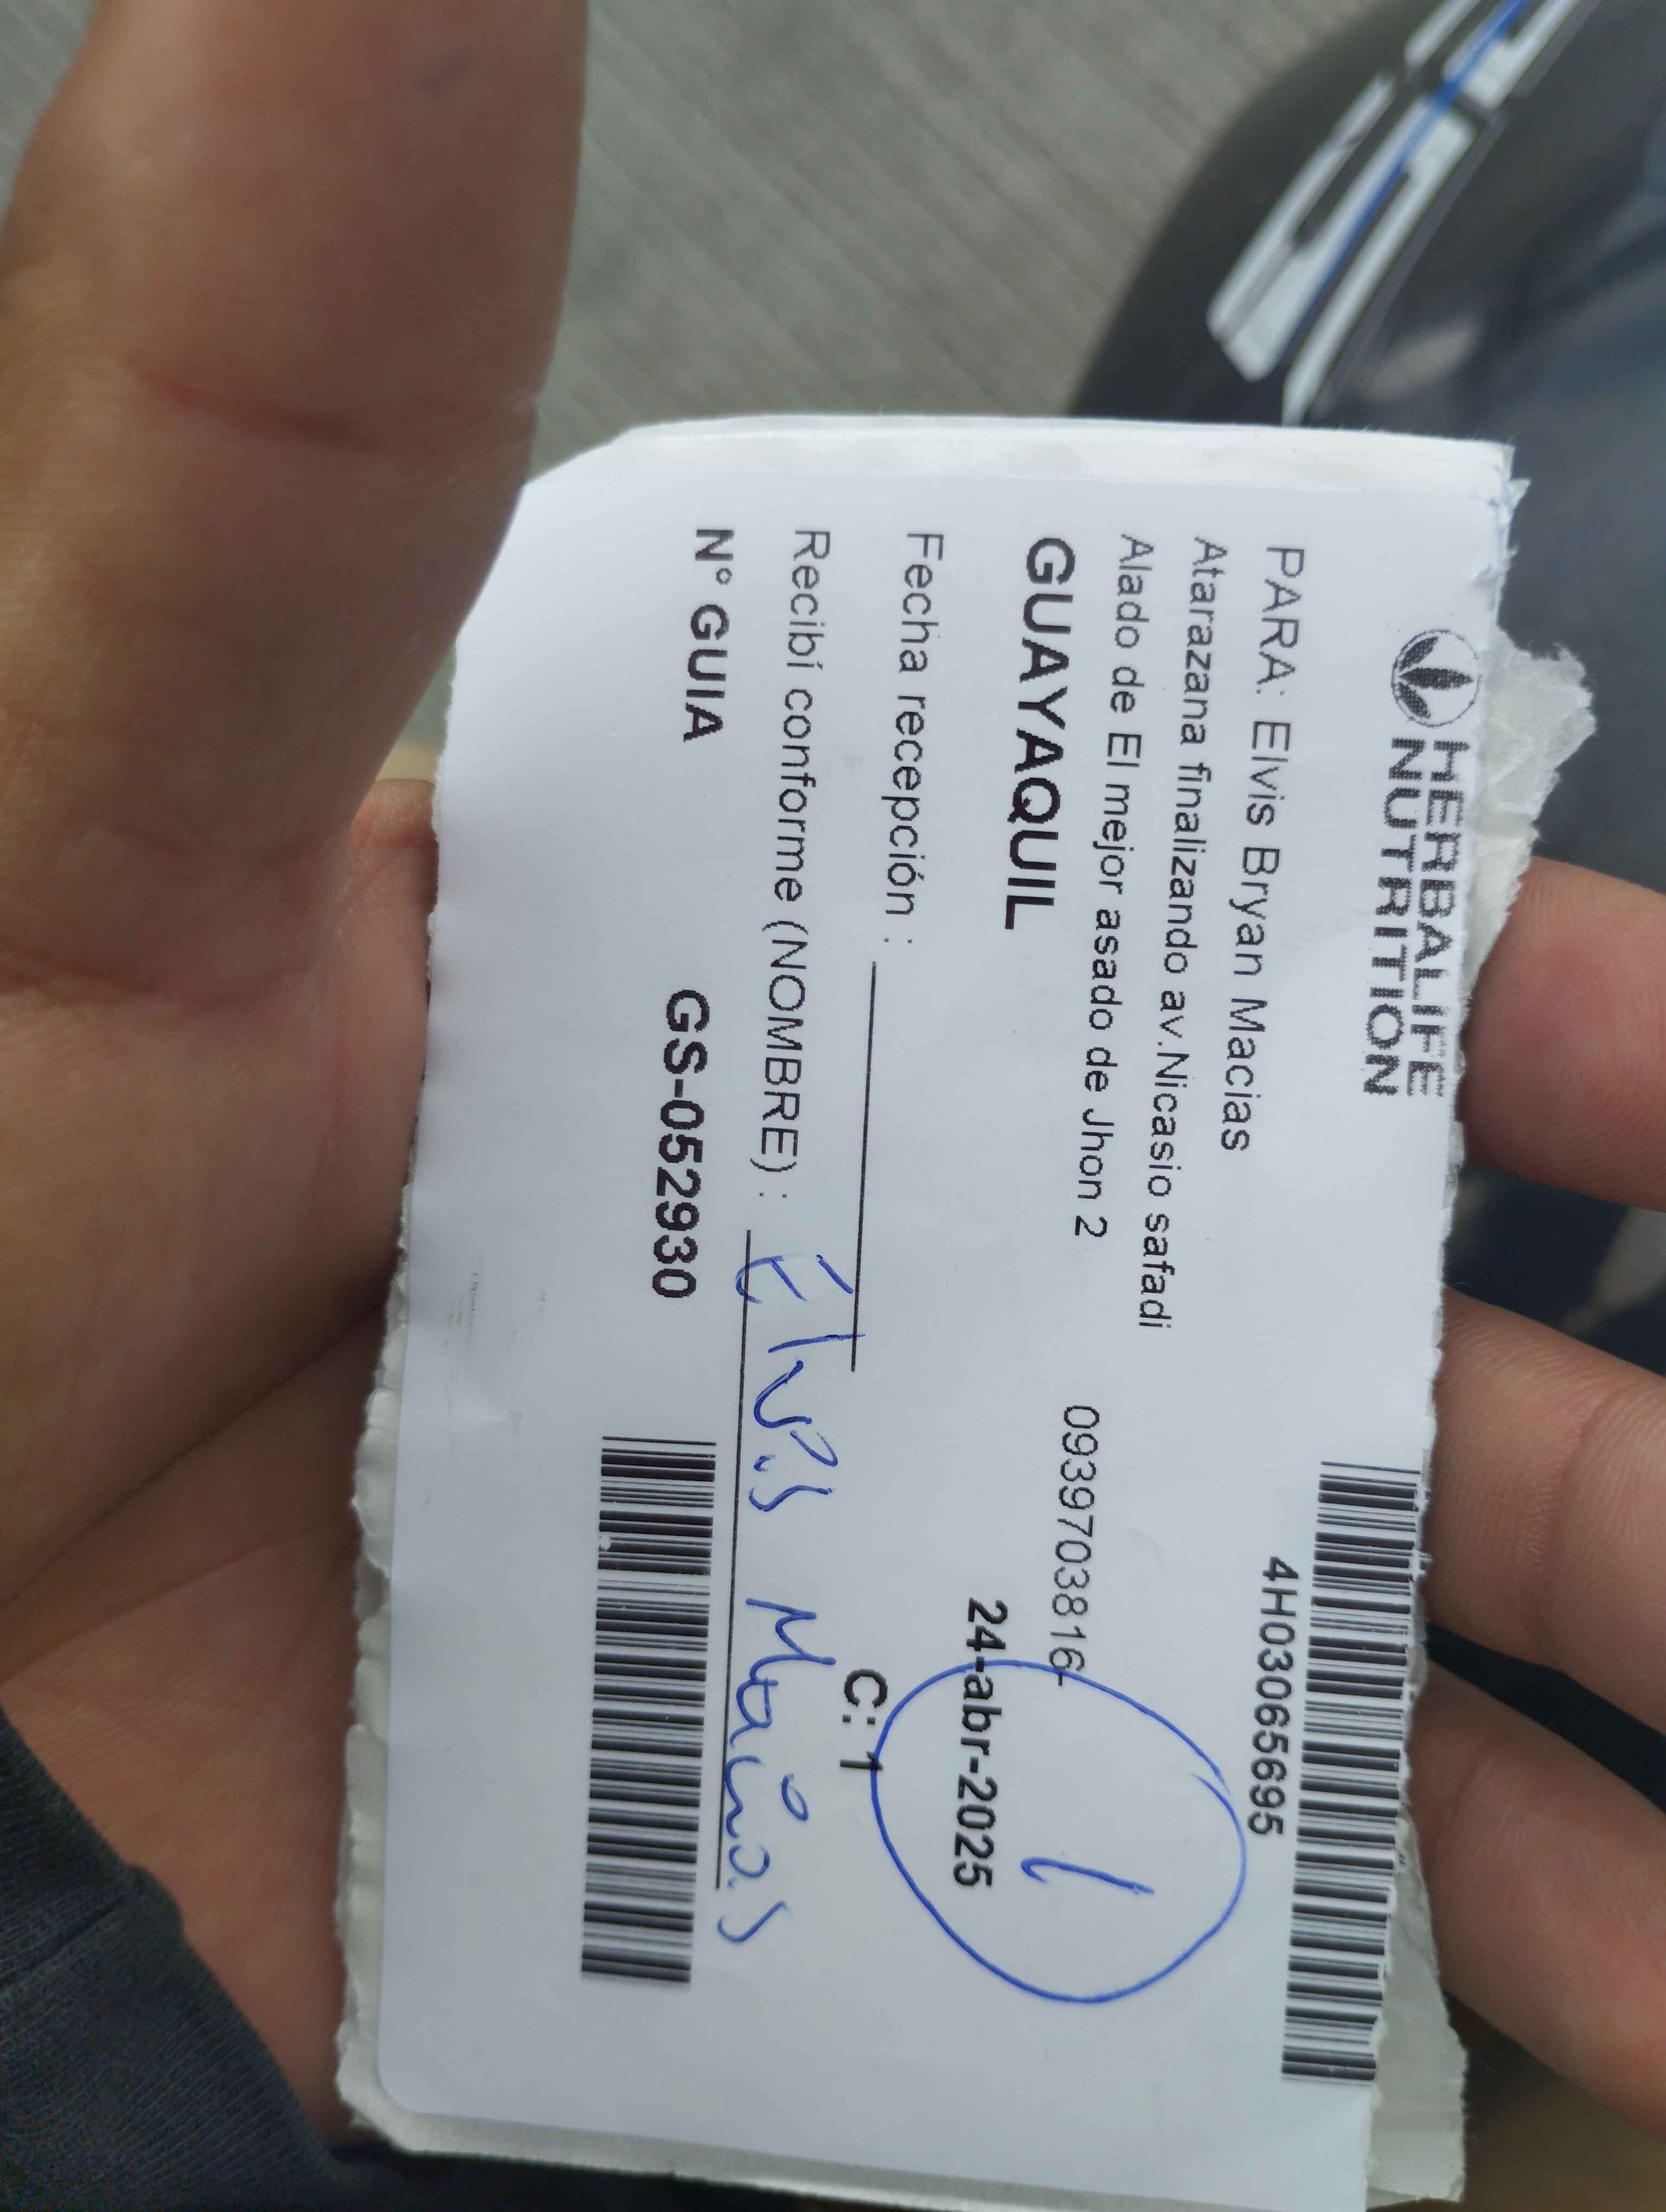 HERBALIFE
NUTRITION
4H03065695
PARA: Elvis Bryan Macias
Atarazana finalizando av.Nicasio safadi
Alado de El mejor asado de Jhon 2
0939703816
1
GUAYAQUIL
24-abr-2025
Fecha recepción :
C: 1
Recibí conforme (NOMBRE) : Elvis Macias
N° GUIA GS-052930